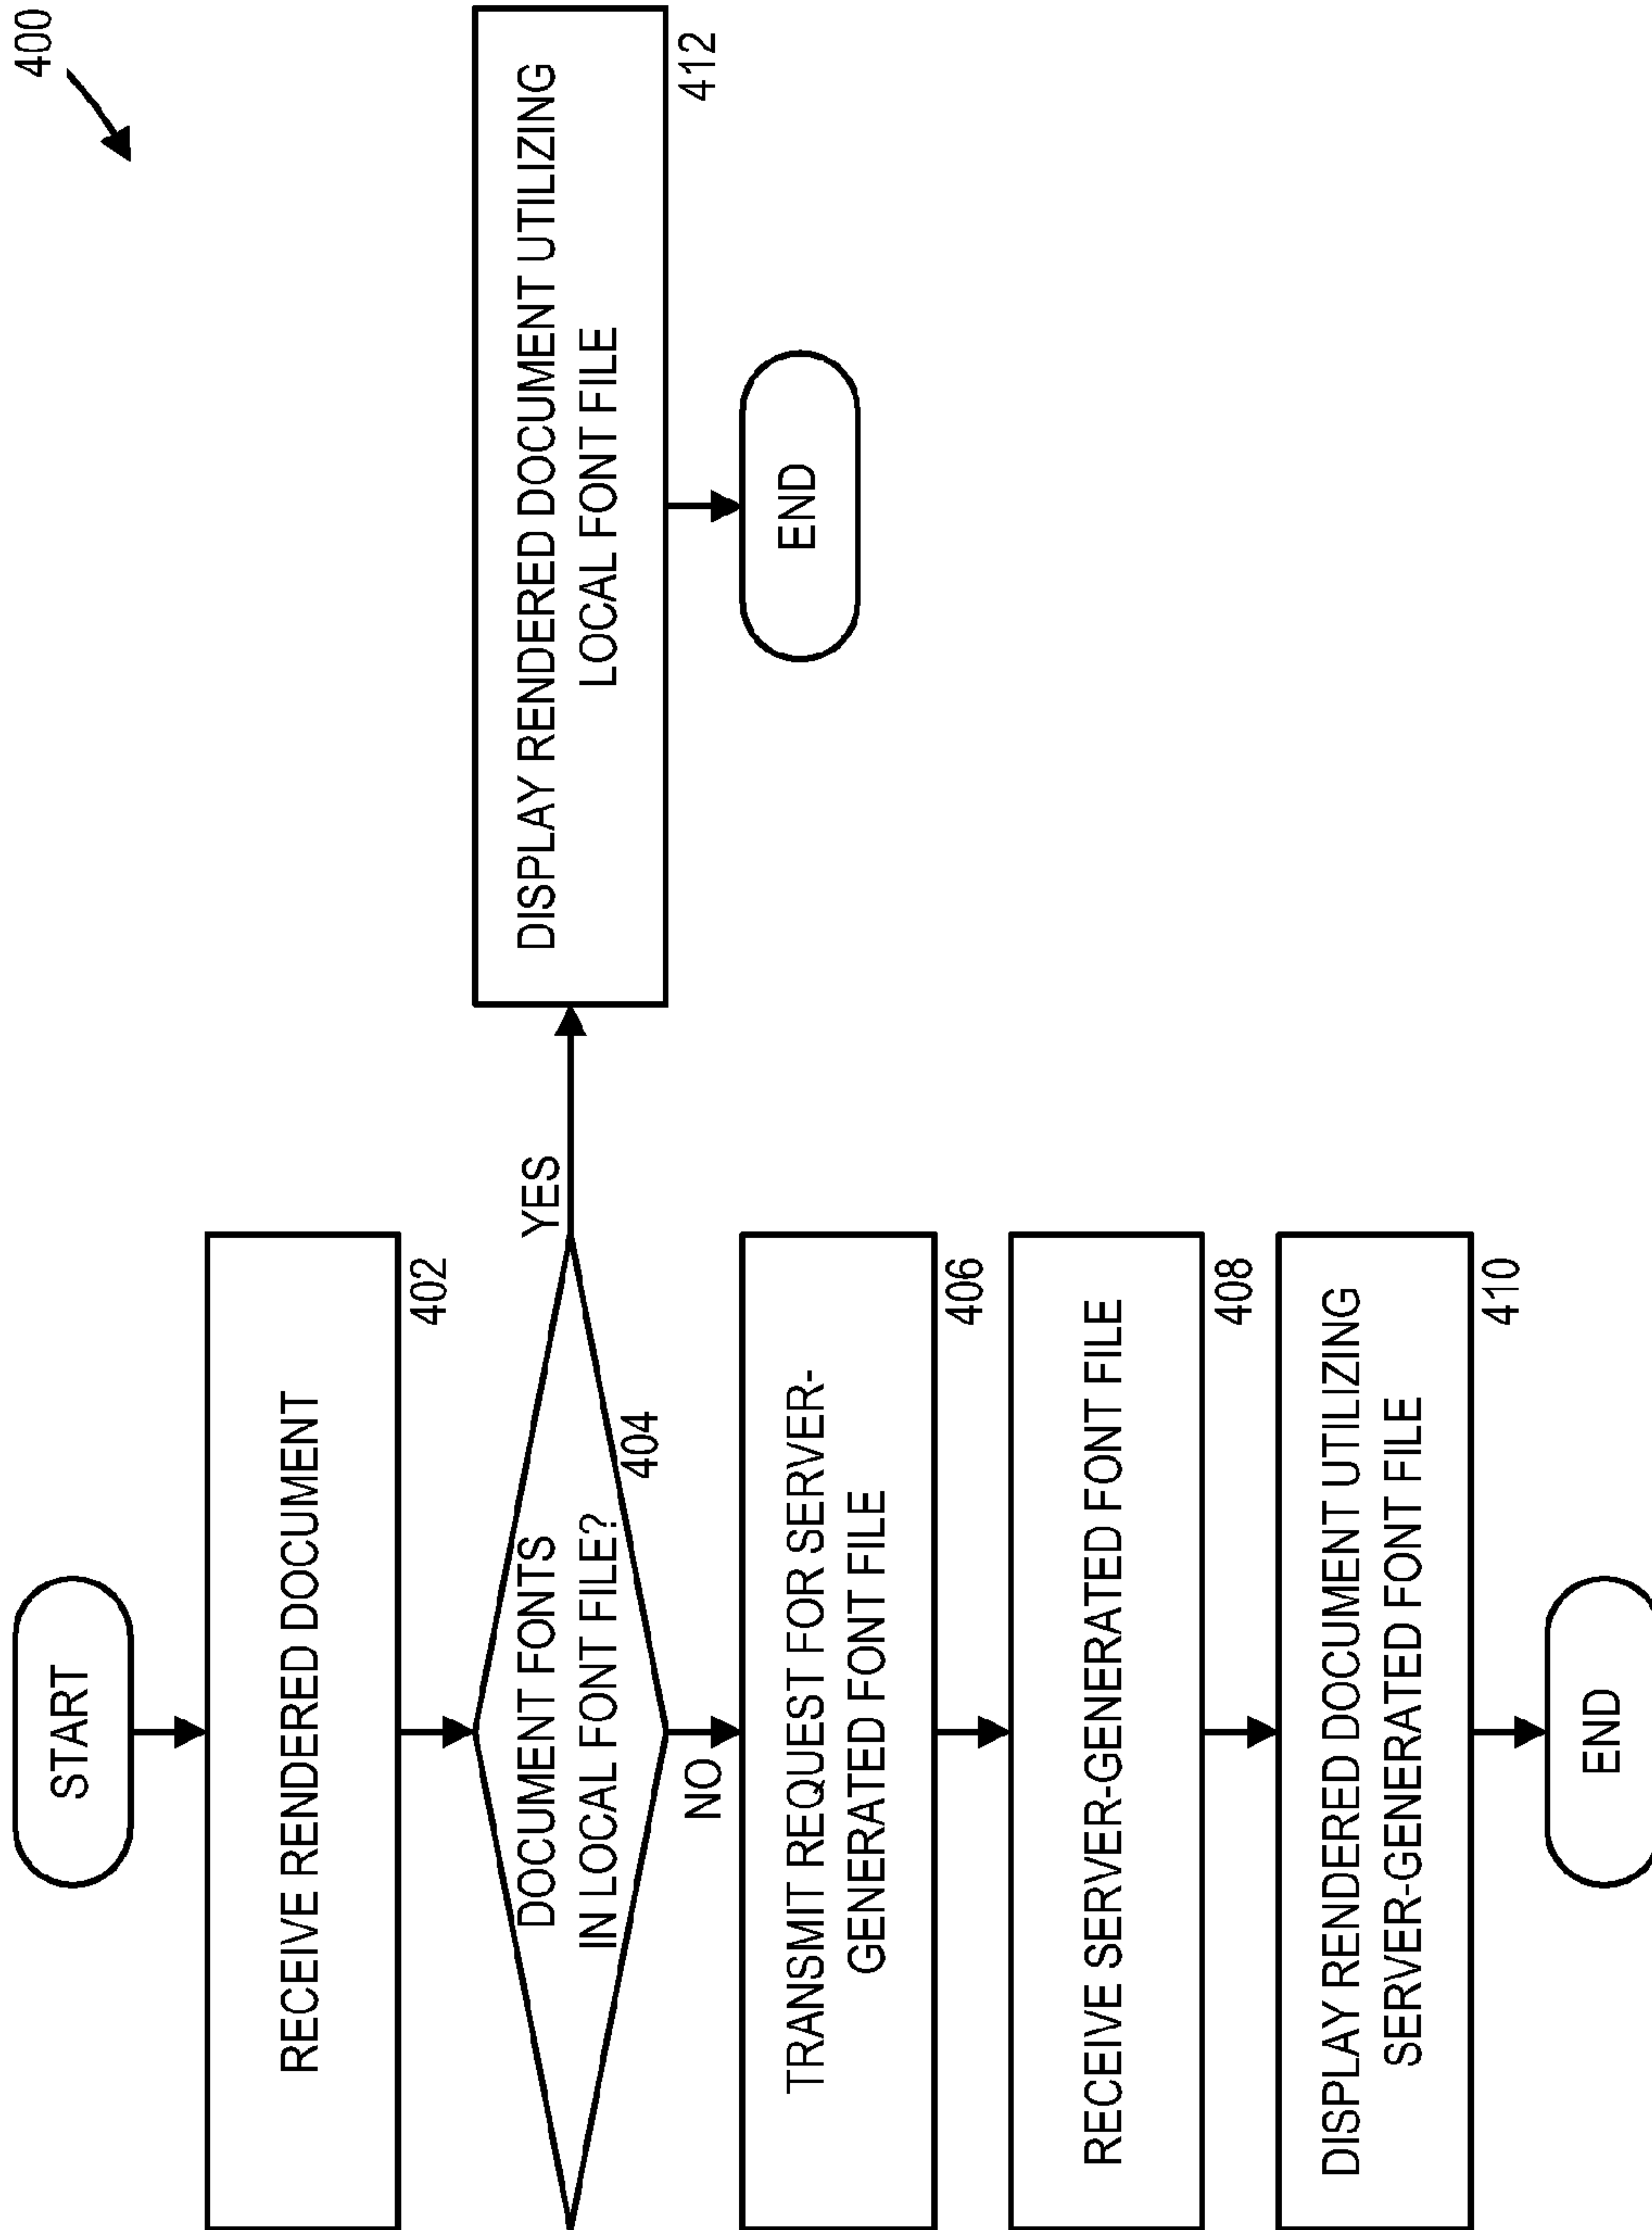 400
START
RECEIVE RENDERED DOCUMENT
402
DOCUMENT FONTS
IN LOCAL FONT FILE?
404
YES
DISPLAY RENDERED DOCUMENT UTILIZING
LOCAL FONT FILE
412
END
NO
TRANSMIT REQUEST FOR SERVER-
GENERATED FONT FILE
406
RECEIVE SERVER-GENERATED FONT FILE
408
DISPLAY RENDERED DOCUMENT UTILIZING
SERVER-GENERATED FONT FILE
410
END